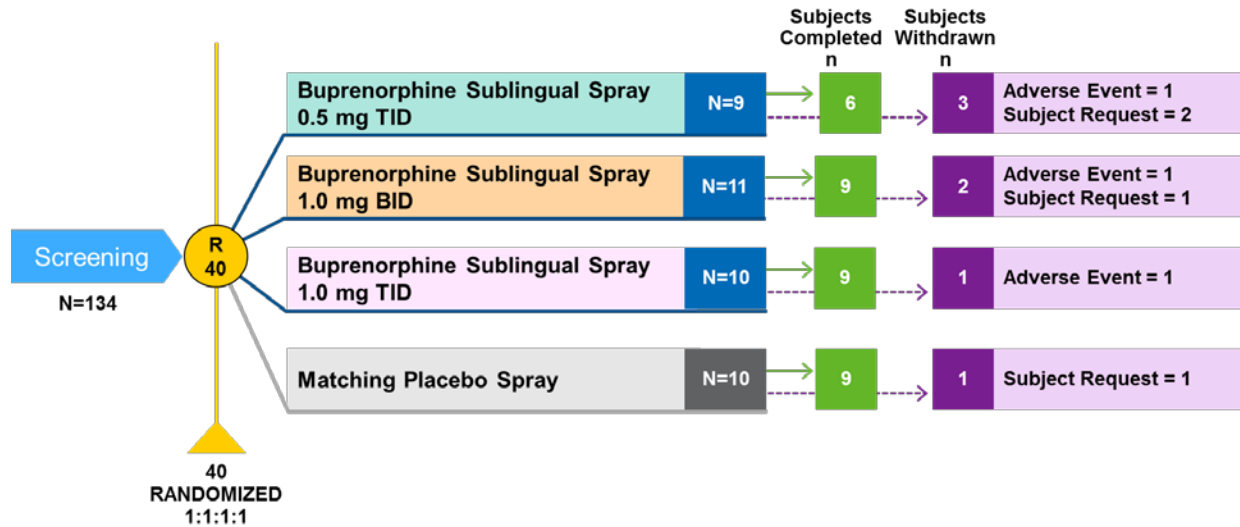 Subjects
Completed
n
Subjects
Withdrawn
n
Buprenorphine Sublingual Spray
0.5 mg TID
N=9
6
3
Adverse Event = 1
Subject Request = 2
Buprenorphine Sublingual Spray
1.0 mg BID
N=11
9
2
Adverse Event = 1
Subject Request = 1
Screening
N=134
R
40
Buprenorphine Sublingual Spray
1.0 mg TID
N=10
9
1
Adverse Event = 1
Matching Placebo Spray
N=10
9
1
Subject Request = 1
40
RANDOMIZED
1:1:1:1